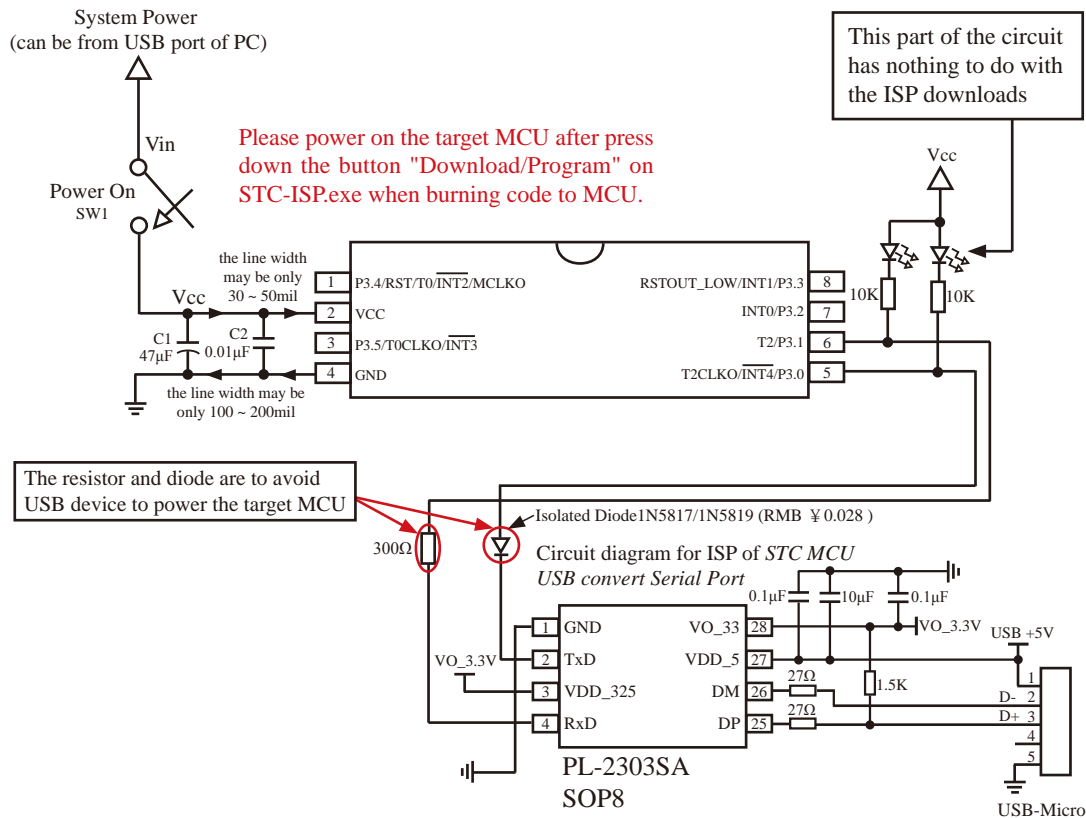 System Power
(can be from USB port of PC)
Vin
Power On
SW1
Please power on the target MCU after press
down the button "Download/Program" on
STC-ISP.exe when burning code to MCU.
This part of the circuit
has nothing to do with
the ISP downloads
Vcc
10K
10K
the line width
may be only
30 ~ 50mil
Vcc
C1
47µF
C2
0.01µF
the line width may be
only 100 ~ 200mil
1 P3.4/RST/T0/INT2/MCLKO
2 VCC
3 P3.5/T0CLKO/INT3
4 GND
RSTOUT_LOW/INT1/P3.3 8
INT0/P3.2 7
T2/P3.1 6
T2CLKO/INT4/P3.0 5
The resistor and diode are to avoid
USB device to power the target MCU
300Ω
Isolated Diode1N5817/1N5819 (RMB ¥ 0.028 )
Circuit diagram for ISP of STC MCU
USB convert Serial Port
0.1µF
10µF
0.1µF
VO_3.3V
USB +5V
VO_3.3V
1 GND
2 TxD
3 VDD_325
4 RxD
VO_33 28
VDD_5 27
DM 26
DP 25
27Ω
27Ω
1.5K
D-
D+
1
2
3
4
5
PL-2303SA
SOP8
USB-Micro